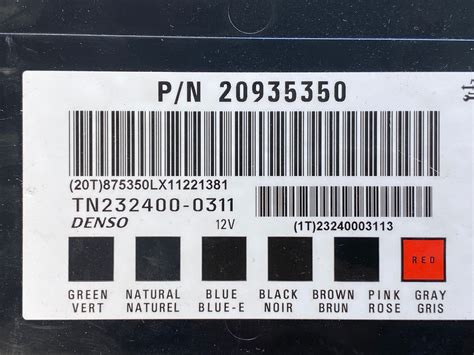 P/N 20935350
(20T)875350LX11221381
TN232400-0311
DENSO 12V (1T)23240003113
RED
GREEN NATURAL BLUE BLACK BROWN PINK GRAY
VERT NATUREL BLUE-E NOIR BRUN ROSE GRIS